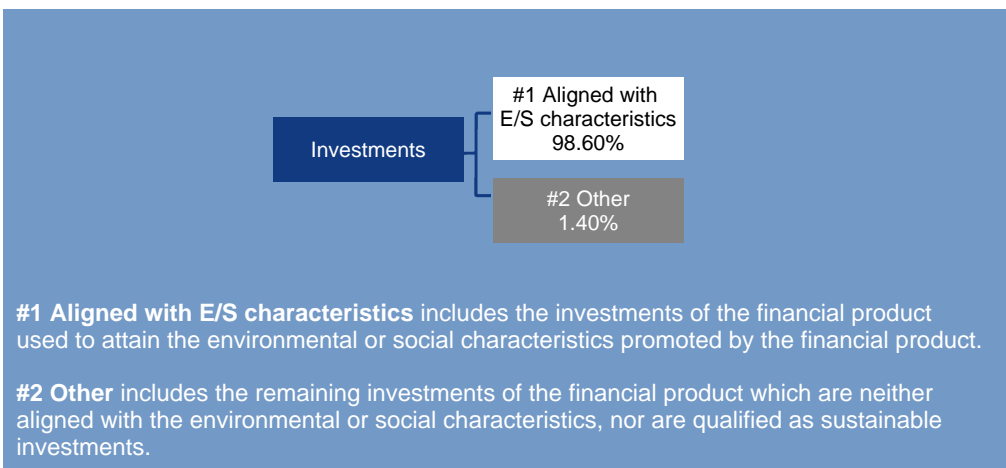 #1 Aligned with
E/S characteristics
98.60%
Investments
#2 Other
1.40%
#1 Aligned with E/S characteristics includes the investments of the financial product
used to attain the environmental or social characteristics promoted by the financial product.
#2 Other includes the remaining investments of the financial product which are neither
aligned with the environmental or social characteristics, nor are qualified as sustainable
investments.